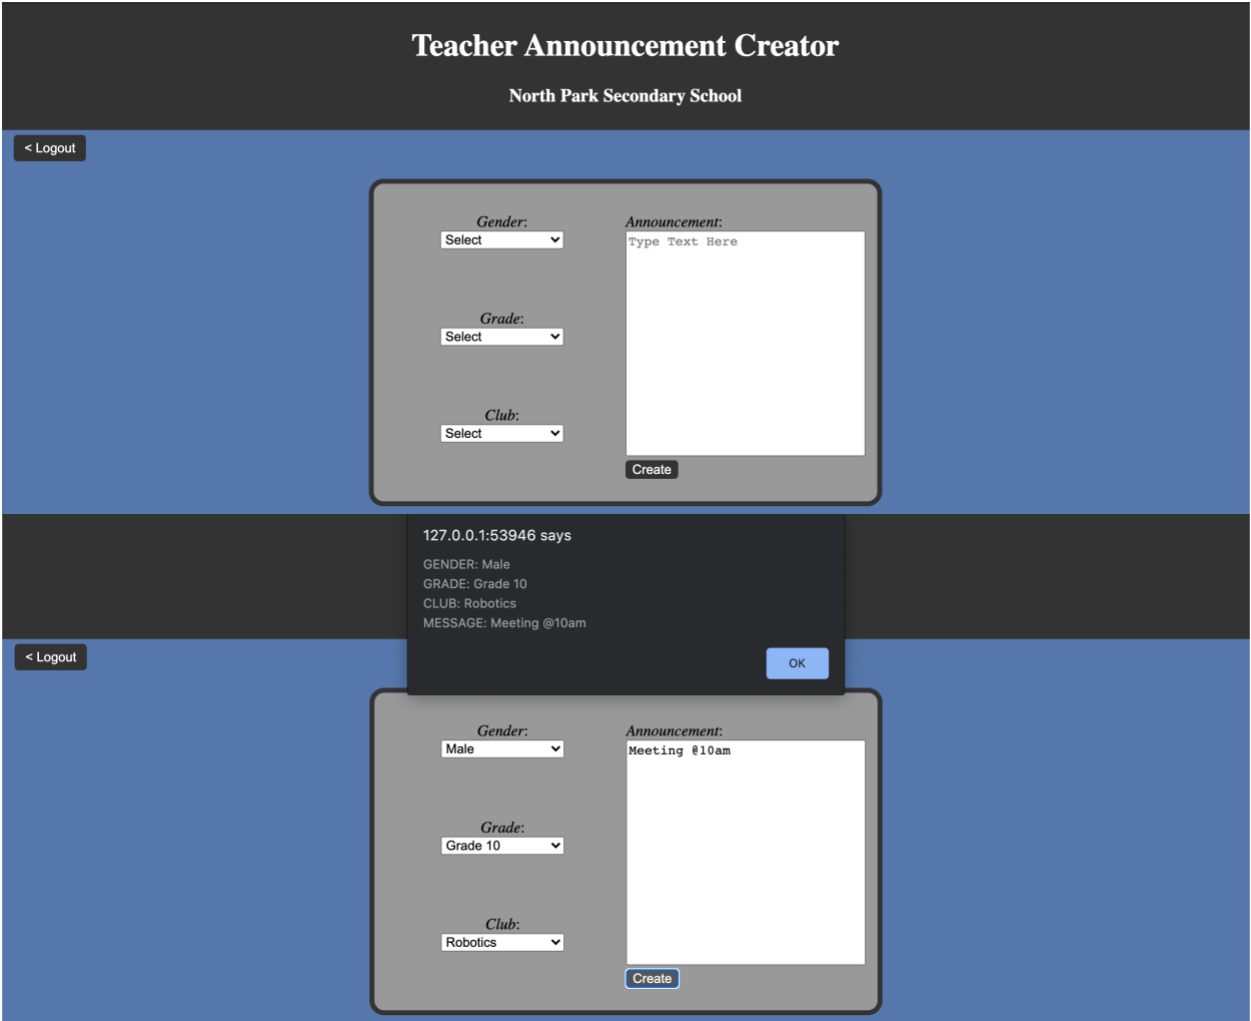 Teacher Announcement Creator
North Park Secondary School
< Logout
Gender:
Select
Grade:
Select
Club:
Select
Announcement:
Type Text Here
Create
127.0.0.1:53946 says
GENDER: Male
GRADE: Grade 10
CLUB: Robotics
MESSAGE: Meeting @10am
OK
< Logout
Gender:
Male
Grade:
Grade 10
Club:
Robotics
Announcement:
Meeting @10am
Create